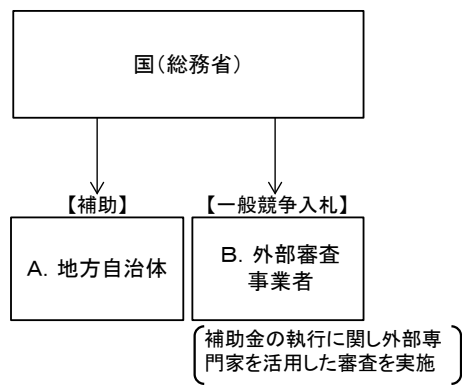 国(総務省)
【補助】
【一般競争入札】
A．地方自治体
B．外部審査
事業者
補助金の執行に関し外部専
門家を活用した審査を実施